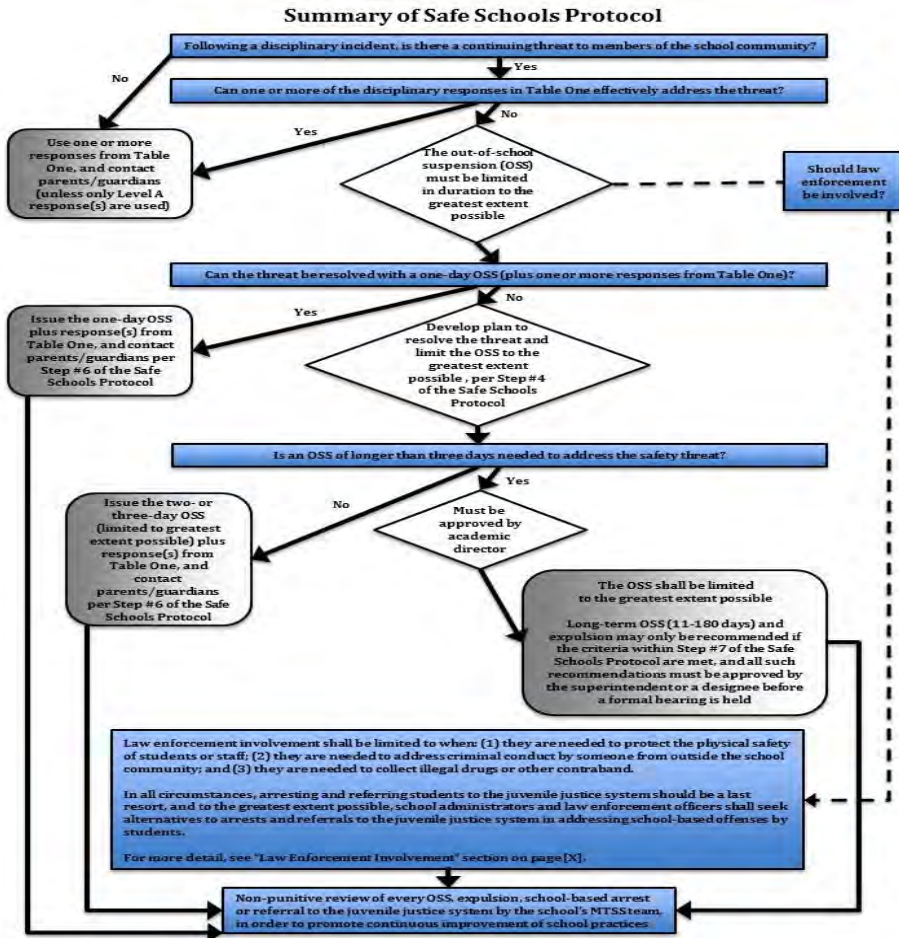 Summary of Safe Schools Protocol
Following a disciplinary incident, is there a continuing threat to members of the school community?
No
Yes
Can one or more of the disciplinary responses in Table One effectively address the threat?
Yes
No
Use one or more
responses from Table
One, and contact
parents/guardians
(unless only Level A
response(s) are used)
The out-of-school
suspension (OSS)
must be limited
in duration to the
greatest extent
possible
Should law
enforcement
be involved?
Can the threat be resolved with a one-day OSS (plus one or more responses from Table One)?
Yes
No
Issue the one-day OSS
plus response(s) from
Table One, and contact
parents/guardians per
Step #6 of the Safe
Schools Protocol
Develop plan to
resolve the threat and
limit the OSS to the
greatest extent
possible , per Step #4
of the Safe Schools
Protocol
Is an OSS of longer than three days needed to address the safety threat?
No
Yes
Issue the two- or
three-day OSS
(limited to greatest
extent possible) plus
response(s) from
Table One, and
contact
parents/guardians
per Step #6 of the Safe
Schools Protocol
Must be
approved by
academic
director
The OSS shall be limited
to the greatest extent possible
Long-term OSS (11-180 days) and
expulsion may only be recommended if
the criteria within Step #7 of the Safe
Schools Protocol are met, and all such
recommendations must be approved by
the superintendent or a designee before
a formal hearing is held
Law enforcement involvement shall be limited to when: (1) they are needed to protect the physical safety
of students or staff; (2) they are needed to address criminal conduct by someone from outside the school
community; and (3) they are needed to collect illegal drugs or other contraband.
In all circumstances, arresting and referring students to the juvenile justice system should be a last
resort, and to the greatest extent possible, school administrators and law enforcement officers shall seek
alternatives to arrests and referrals to the juvenile justice system in addressing school-based offenses by
students.
For more detail, see "Law Enforcement Involvement" section on page [X].
Non-punitive review of every OSS, expulsion, school-based arrest
or referral to the juvenile justice system by the school's MTSS team,
in order to promote continuous improvement of school practices